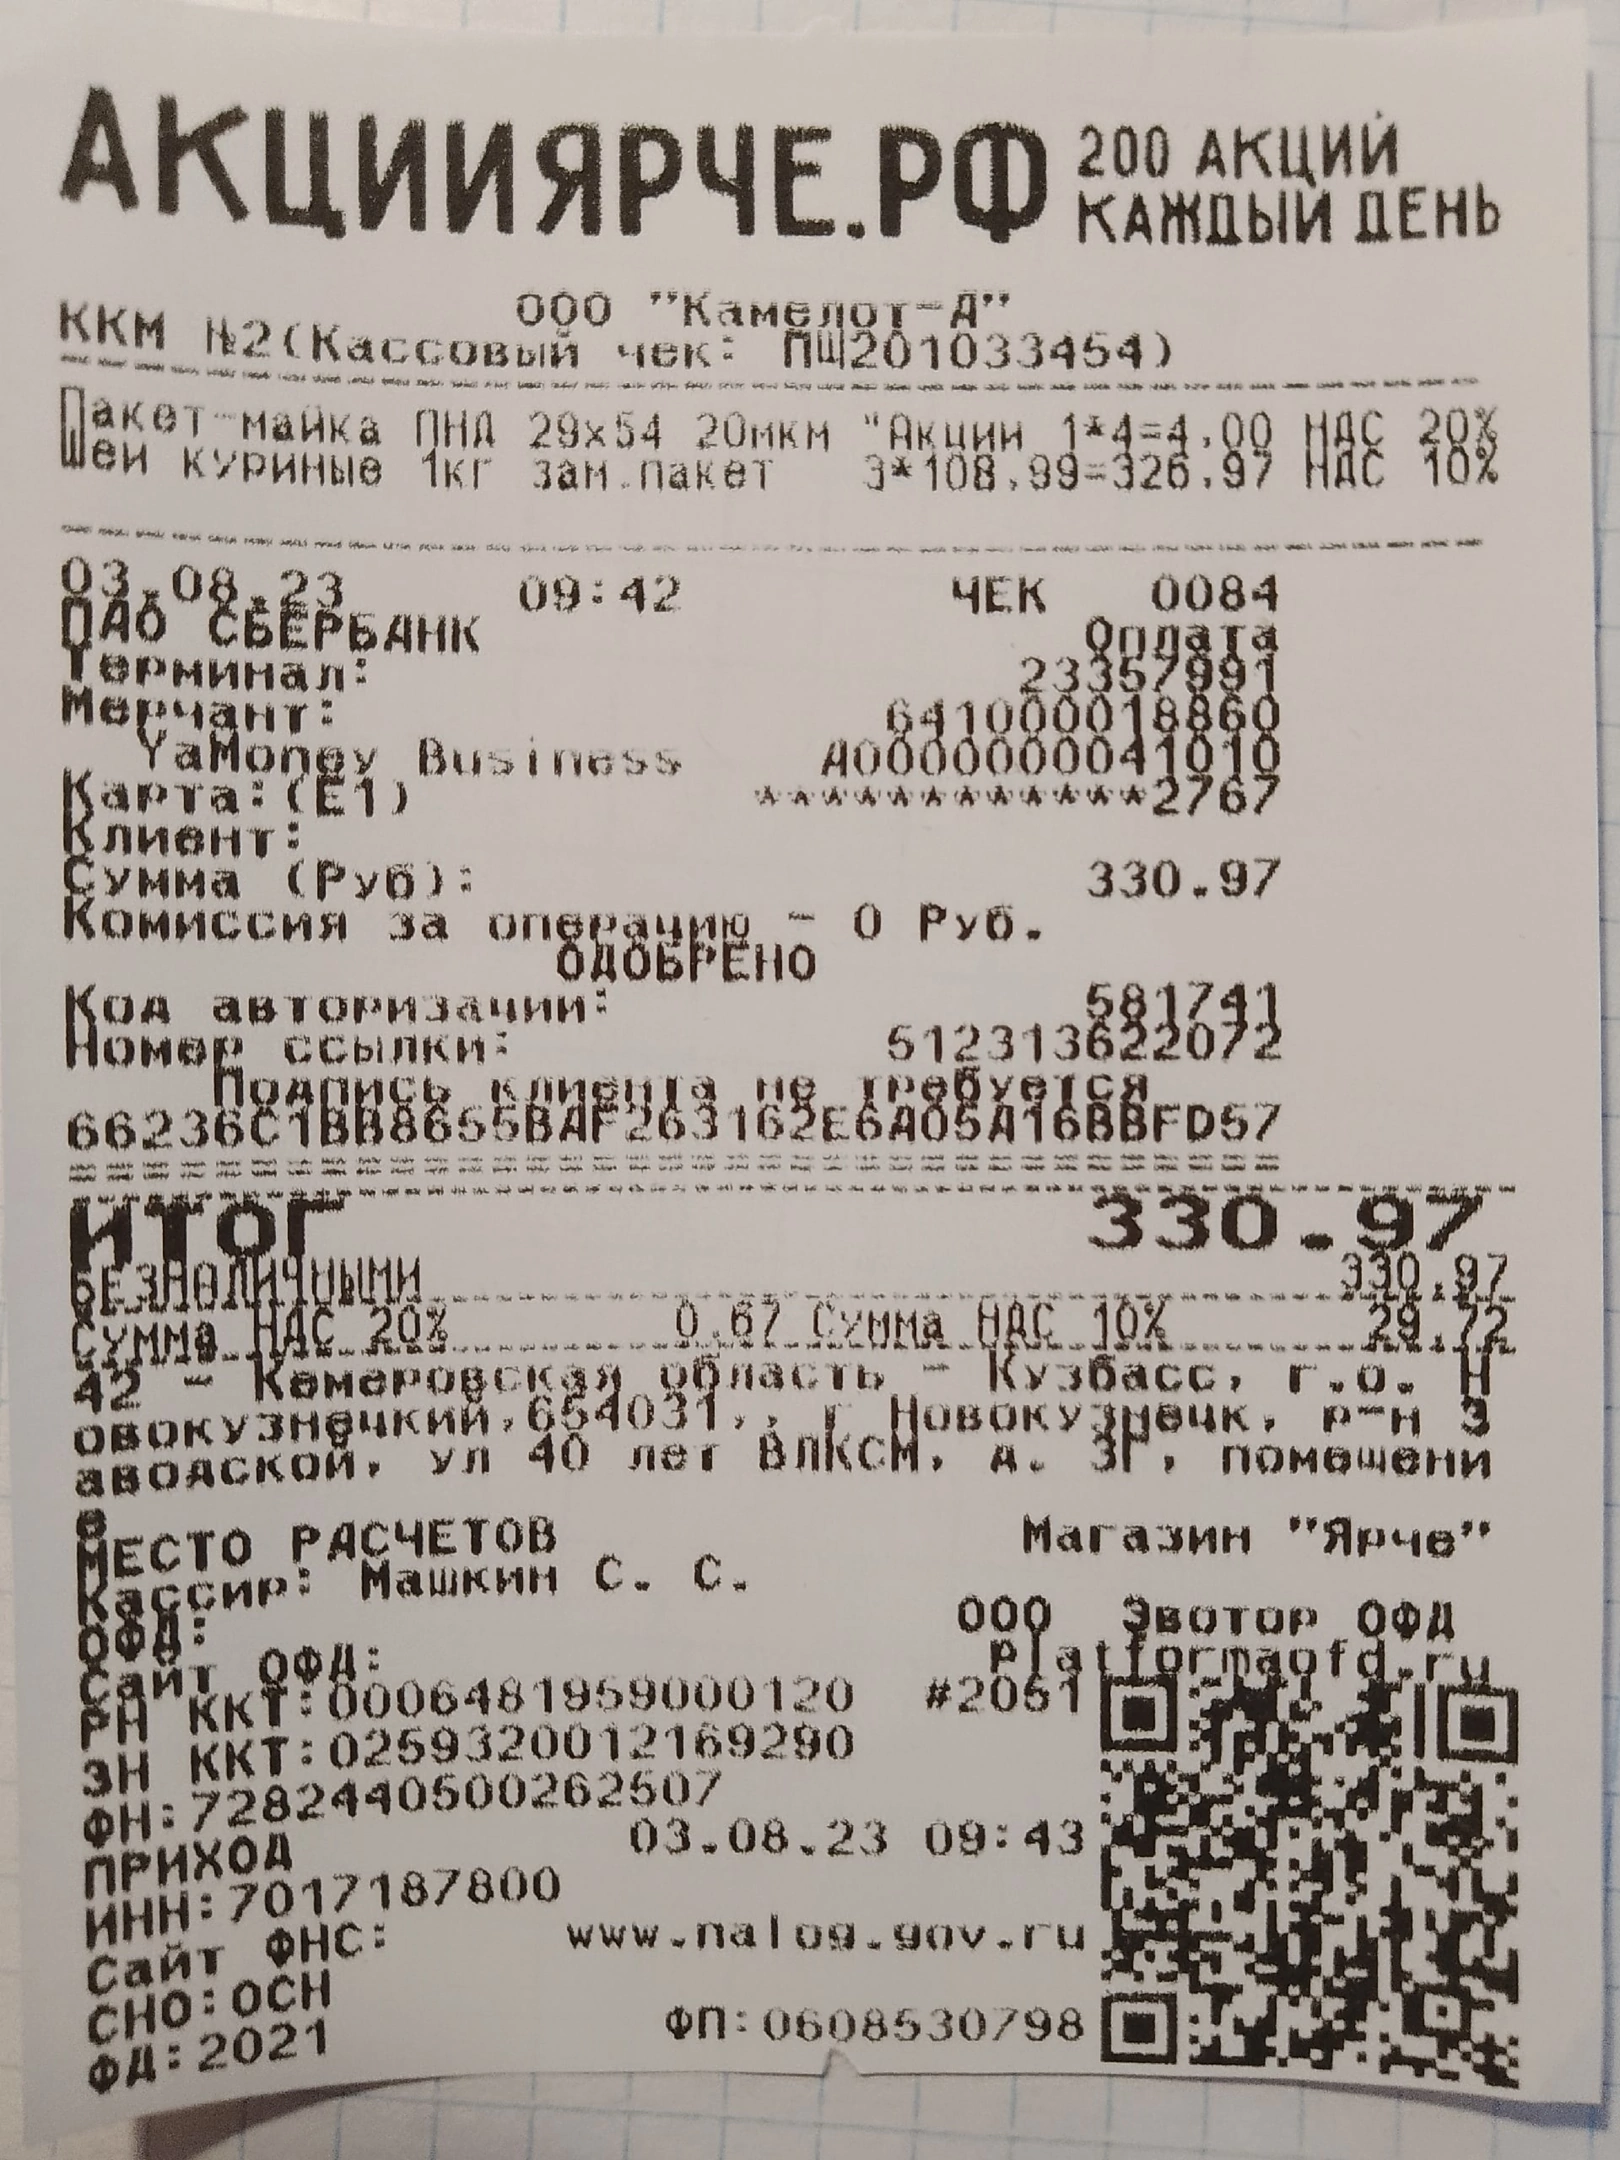 АКЦИИЯРЧЕ.РФ 200 АКЦИЙ
КАЖДЫЙ ДЕНЬ
ООО "Камелот-А"
ККМ №2(Кассовый чек: ПЩ201033454)
Пакет-майка ПНД 29x54 20мкм "Акции 1*4=4.00 НДС 20%
Шеи куриные 1кг зам.пакет 3*108.99=326.97 НДС 10%
03.08.23 09:42 ЧЕК 0084
ПАО СБЕРБАНК Оплата
Терминал: 23357991
Мерчант: 641000018860
YaMoney Business A0000000041010
Карта:(E1) ************2767
Клиент:
Сумма (Руб): 330.97
Комиссия за операцию - 0 Руб.
ОДОБРЕНО
Код авторизации: 581741
Номер ссылки: 512313622072
Подпись клиента не требуется
66236C1BB8655BAF263162E6A05A16BBFD57
ИТОГ 330.97
БЕЗНАЛИЧНЫМИ 330.97
Сумма НДС 20% 0.67 Сумма НДС 10% 29.72
42 - Кемеровская область - Кузбасс, г.о. Н
овокузнецкий,654031,, г Новокузнецк, р-н З
аводской, ул 40 лет ВЛКСМ, д. 3Г, помещени
е
МЕСТО РАСЧЕТОВ Магазин "Ярче"
Кассир: Машкин С. С.
ОФД: ООО Эвотор ОФД
Сайт ОФД: platformaofd.ru
РН ККТ:0006481959000120 #2051
ЗН ККТ:0259320012169290
ФН:7282440500262507
ПРИХОД 03.08.23 09:43
ИНН:7017187800
Сайт ФНС: www.nalog.gov.ru
СНО:ОСН
ФД:2021 ФП:0608530798